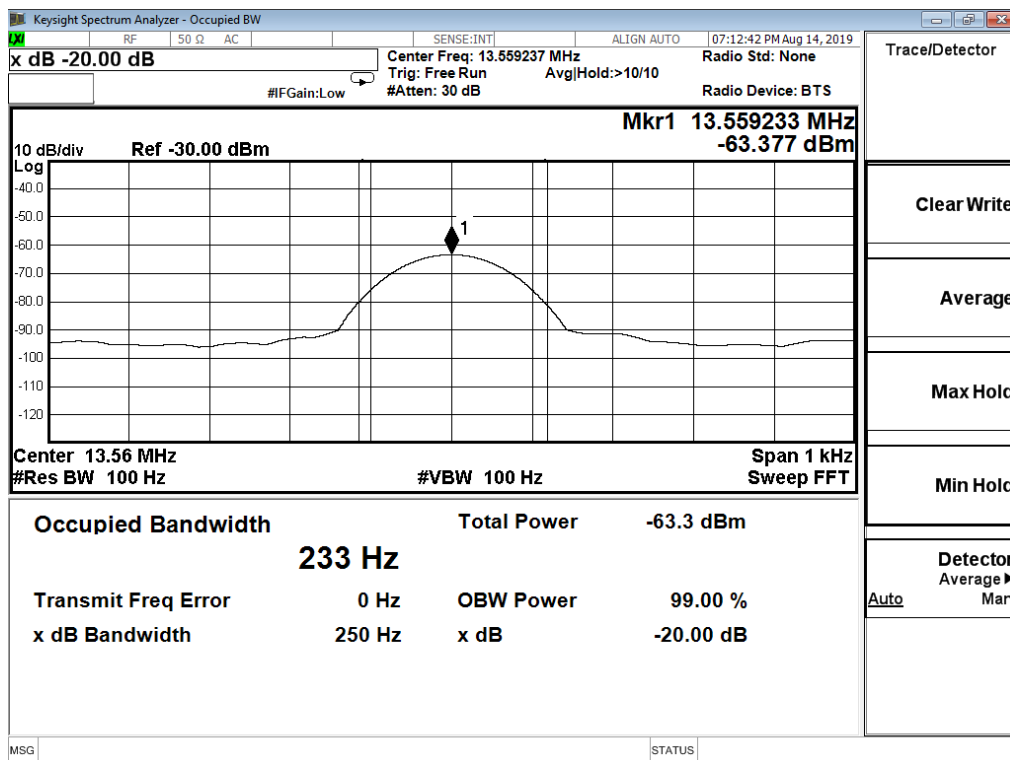 Keysight Spectrum Analyzer - Occupied BW
LXI RF 50 Ω AC SENSE:INT ALIGN AUTO 07:12:42 PM Aug 14, 2019
x dB -20.00 dB
Center Freq: 13.559237 MHz Radio Std: None
Trig: Free Run Avg|Hold:>10/10
#IFGain:Low #Atten: 30 dB Radio Device: BTS
Mkr1 13.559233 MHz
-63.377 dBm
10 dB/div Ref -30.00 dBm
Log
-40.0
-50.0
1
-60.0
-70.0
-80.0
-90.0
-100
-110
-120
Center 13.56 MHz Span 1 kHz
#Res BW 100 Hz #VBW 100 Hz Sweep FFT
Occupied Bandwidth Total Power -63.3 dBm
233 Hz
Transmit Freq Error 0 Hz OBW Power 99.00 %
x dB Bandwidth 250 Hz x dB -20.00 dB
MSG STATUS
Trace/Detector
Clear Write
Average
Max Hold
Min Hold
Detector
Average
Auto Man